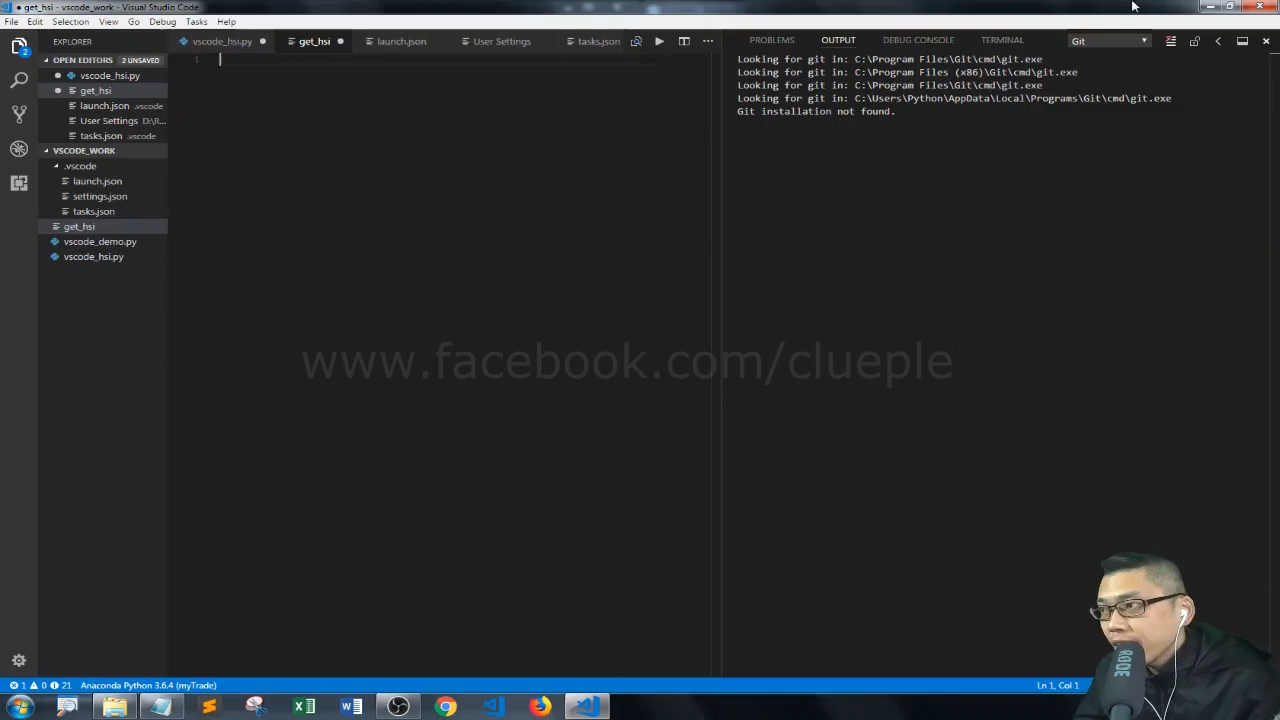 ● get_hsi - vscode_work - Visual Studio Code
File Edit Selection View Go Debug Tasks Help
EXPLORER
vscode_hsi.py ●
get_hsi ●
launch.json
User Settings
tasks.json
PROBLEMS OUTPUT DEBUG CONSOLE TERMINAL
Git
OPEN EDITORS 2 UNSAVED
● vscode_hsi.py
● get_hsi
launch.json .vscode
User Settings D:\R...
tasks.json .vscode
VSCODE_WORK
.vscode
launch.json
settings.json
tasks.json
get_hsi
vscode_demo.py
vscode_hsi.py
2
1
Looking for git in: C:\Program Files\Git\cmd\git.exe
Looking for git in: C:\Program Files (x86)\Git\cmd\git.exe
Looking for git in: C:\Program Files\Git\cmd\git.exe
Looking for git in: C:\Users\Python\AppData\Local\Programs\Git\cmd\git.exe
Git installation not found.
www.facebook.com/clueple
RØDE
1 0 21 Anaconda Python 3.6.4 (myTrade)
Ln 1, Col 1